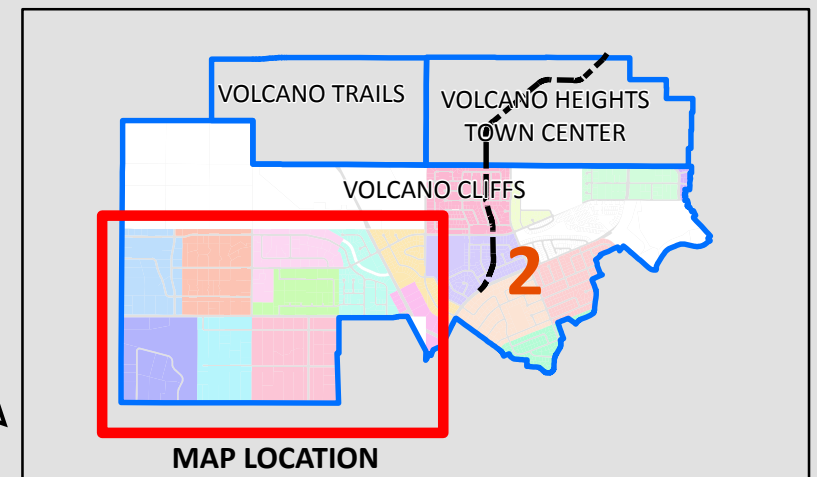 VOLCANO TRAILS
VOLCANO HEIGHTS
TOWN CENTER
VOLCANO CLIFFS
2
MAP LOCATION